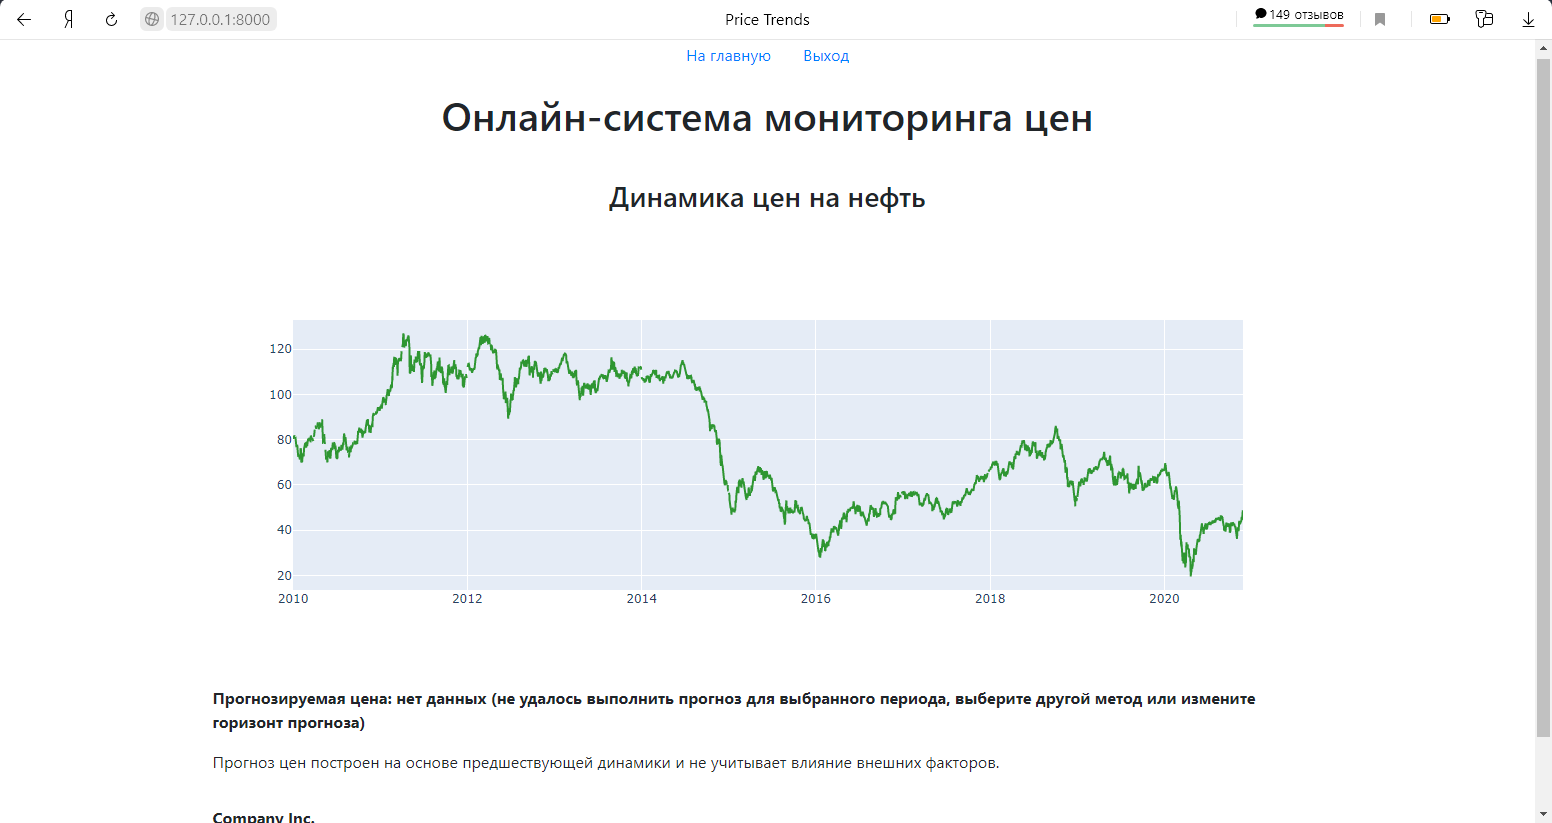 127.0.0.1:8000
Price Trends
149 отзывов
На главную Выход
Онлайн-система мониторинга цен
Динамика цен на нефть
120
100
80
60
40
20
2010 2012 2014 2016 2018 2020
Прогнозируемая цена: нет данных (не удалось выполнить прогноз для выбранного периода, выберите другой метод или измените
горизонт прогноза)
Прогноз цен построен на основе предшествующей динамики и не учитывает влияние внешних факторов.
Company Inc.